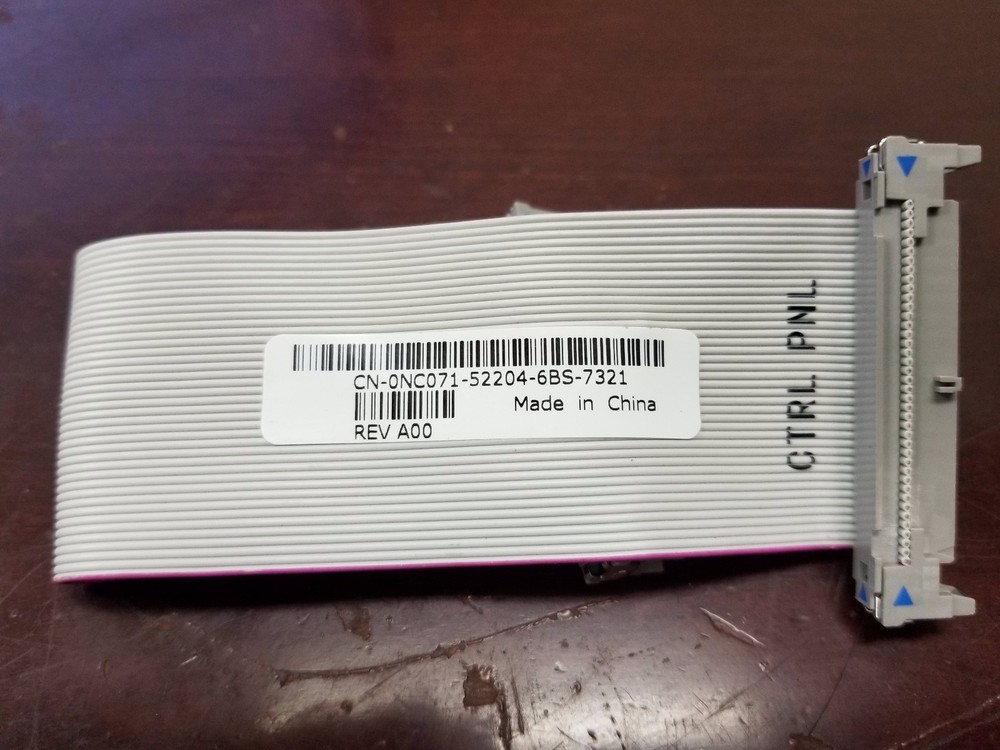 CN-0NC071-52204-6BS-7321
Made in China
REV A00
CTRL PNL